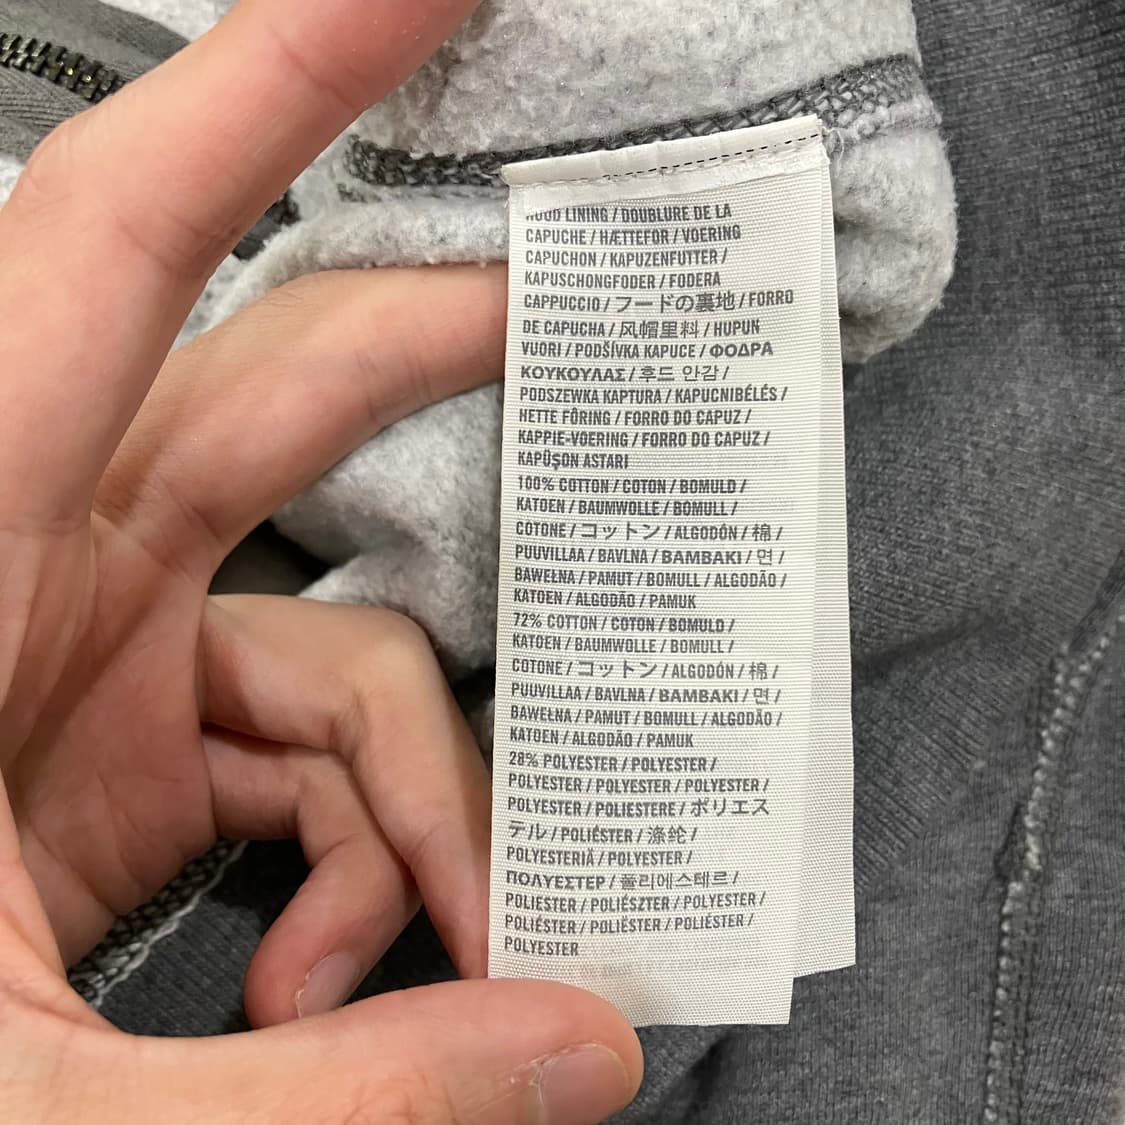 HOOD LINING / DOUBLURE DE LA
CAPUCHE / HÆTTEFOR / VOERING
CAPUCHON / KAPUZENFUTTER /
KAPUSCHONGFODER / FODERA
CAPPUCCIO / フードの裏地 / FORRO
DE CAPUCHA / 风帽里料 / HUPUN
VUORI / PODŠÍVKA KAPUCE / ΦΟΔΡΑ
ΚΟΥΚΟΥΛΑΣ / 후드 안감 /
PODSZEWKA KAPTURA / KAPUCNIBÉLÉS /
HETTE FÔRING / FORRO DO CAPUZ /
KAPPIE-VOERING / FORRO DO CAPUZ /
KAPÜŞON ASTARI
100% COTTON / COTON / BOMULD /
KATOEN / BAUMWOLLE / BOMULL /
COTONE / コットン / ALGODÓN / 棉 /
PUUVILLAA / BAVLNA / ΒΑΜΒΑΚΙ / 면 /
BAWEŁNA / PAMUT / BOMULL / ALGODÃO /
KATOEN / ALGODÃO / PAMUK
72% COTTON / COTON / BOMULD /
KATOEN / BAUMWOLLE / BOMULL /
COTONE / コットン / ALGODÓN / 棉 /
PUUVILLAA / BAVLNA / ΒΑΜΒΑΚΙ / 면 /
BAWEŁNA / PAMUT / BOMULL / ALGODÃO /
KATOEN / ALGODÃO / PAMUK
28% POLYESTER / POLYESTER /
POLYESTER / POLYESTER / POLYESTER /
POLYESTER / POLIESTERE / ポリエス
テル / POLIÉSTER / 涤纶 /
POLYESTERIÄ / POLYESTER /
ΠΟΛΥΕΣΤΕΡ / 폴리에스테르 /
POLIESTER / POLIÉSZTER / POLYESTER /
POLIÉSTER / POLIËSTER / POLIÉSTER /
POLYESTER